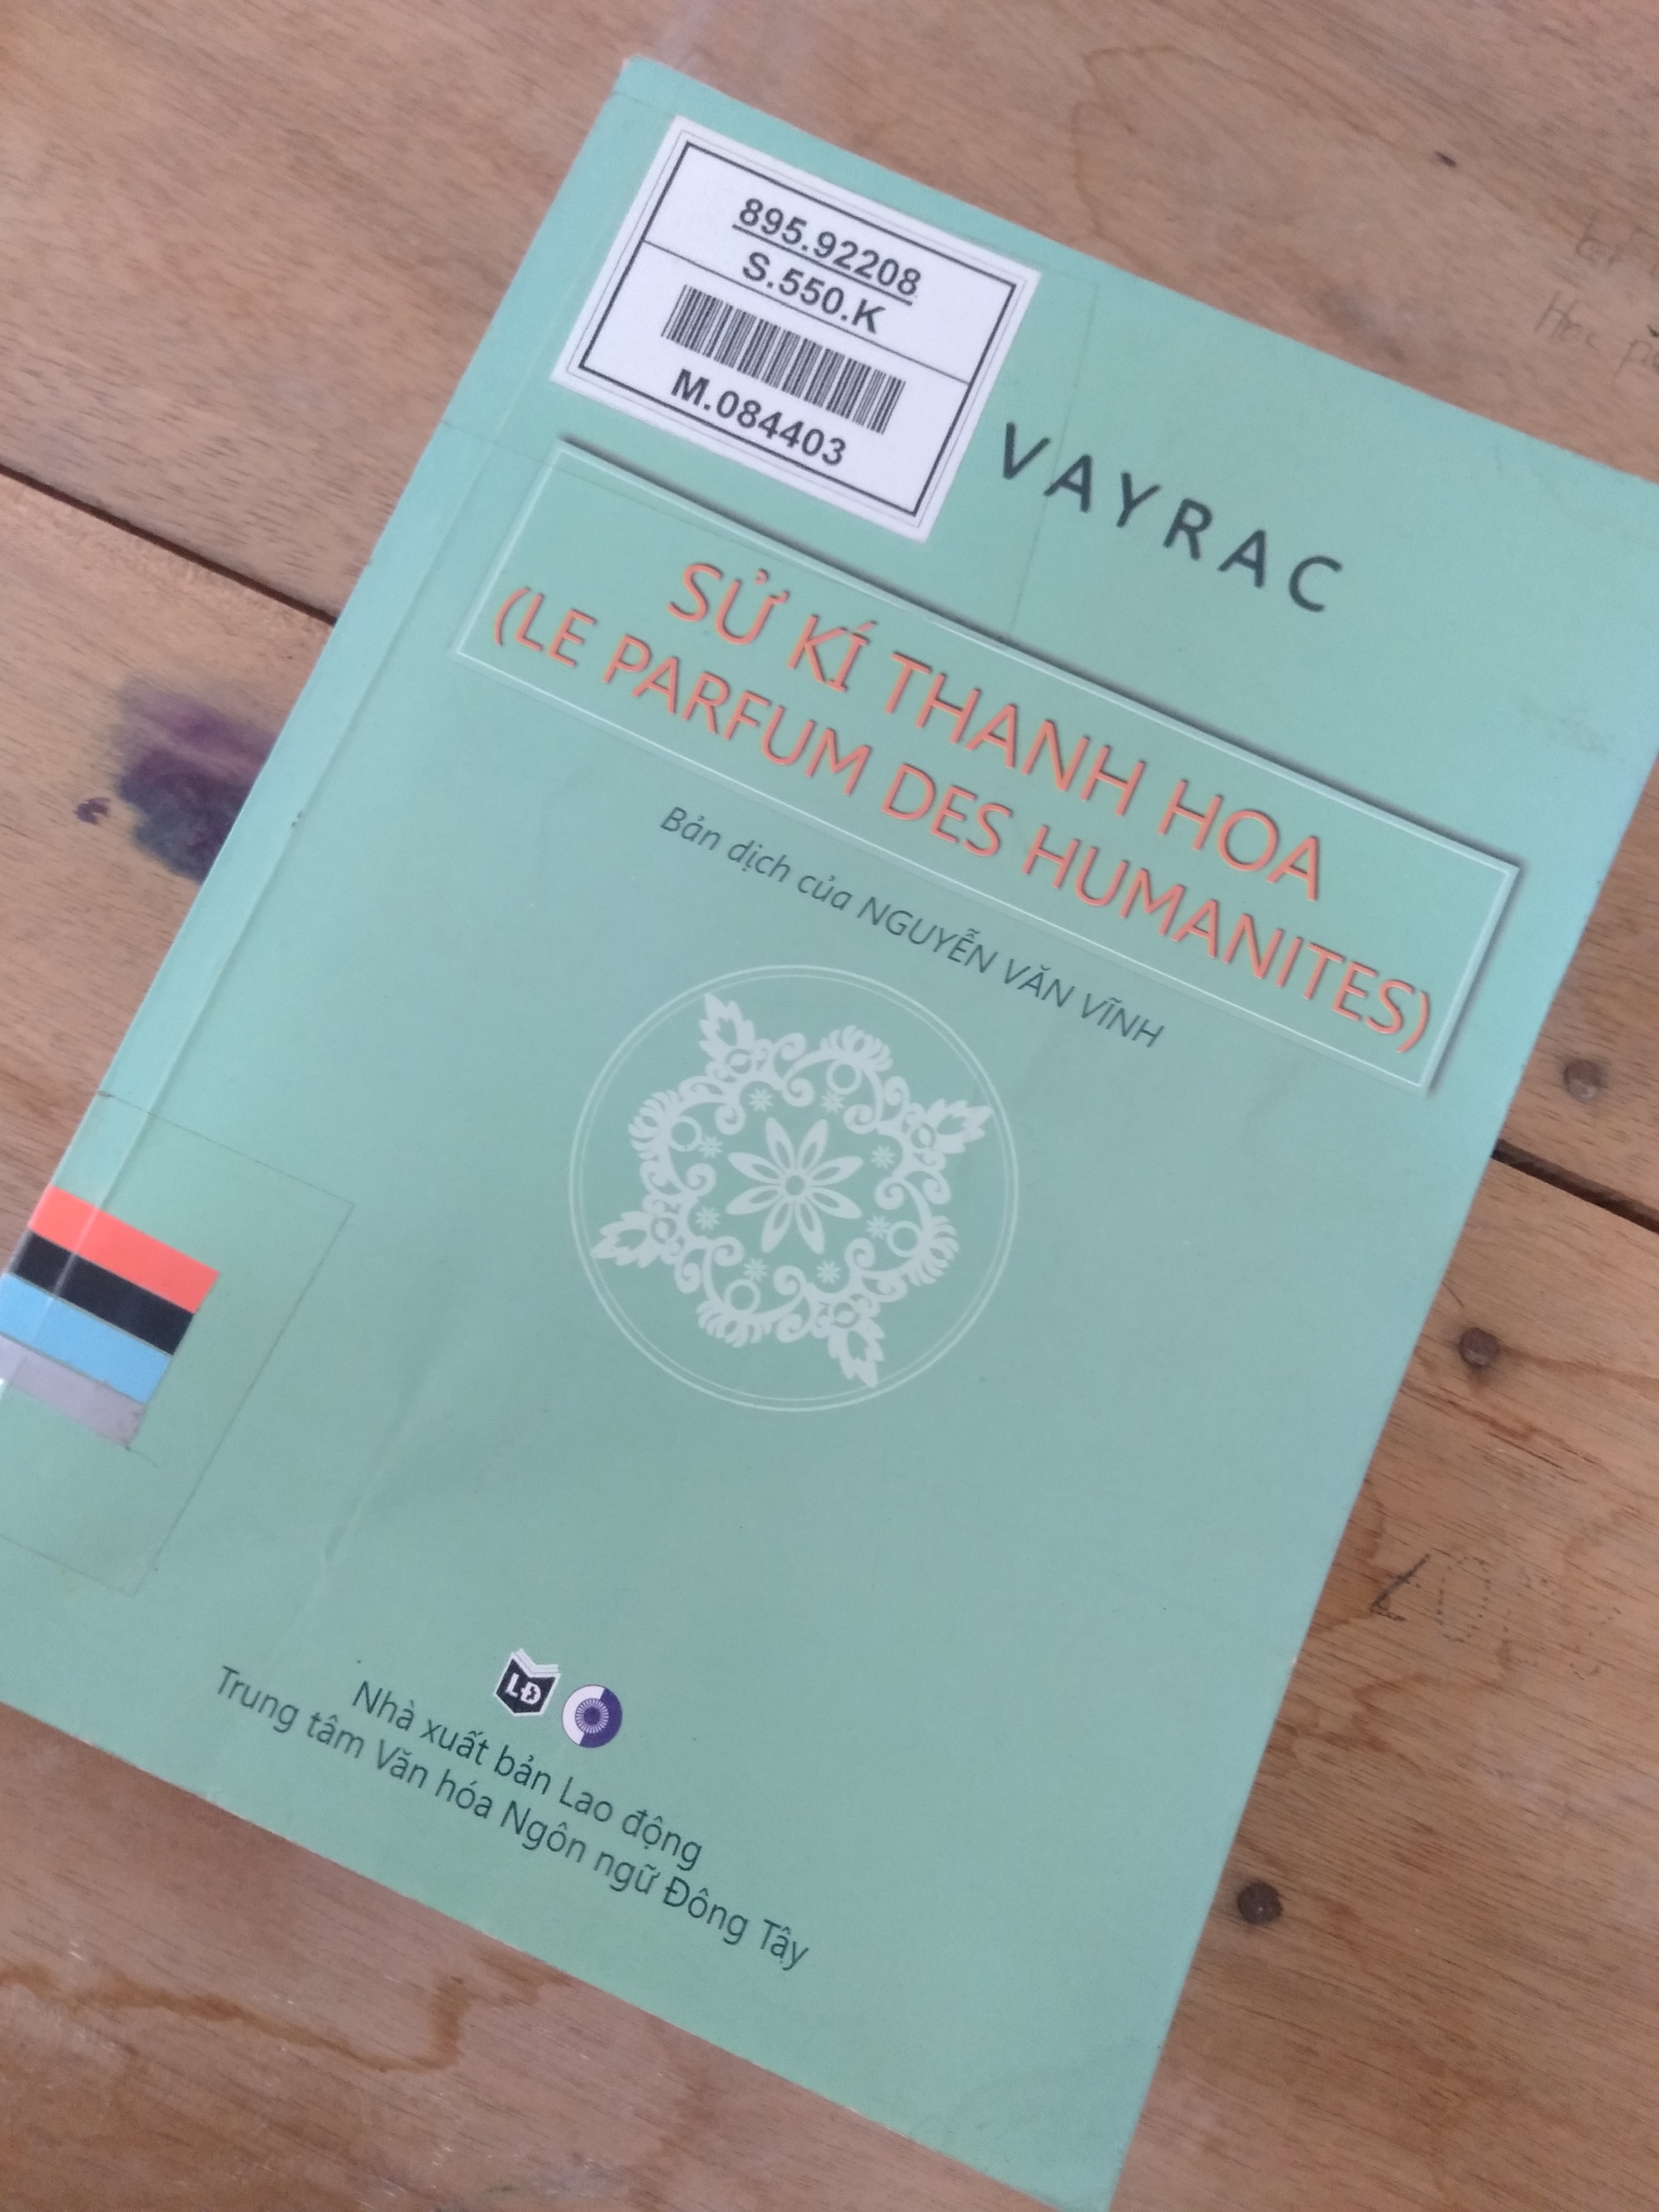 895.92208
S.550.K
M.084403
VAYRAC
SỬ KÍ THANH HOA
(LE PARFUM DES HUMANITES)
Bản dịch của NGUYỄN VĂN VĨNH
LĐ
Nhà xuất bản Lao động
Trung tâm Văn hóa Ngôn ngữ Đông Tây